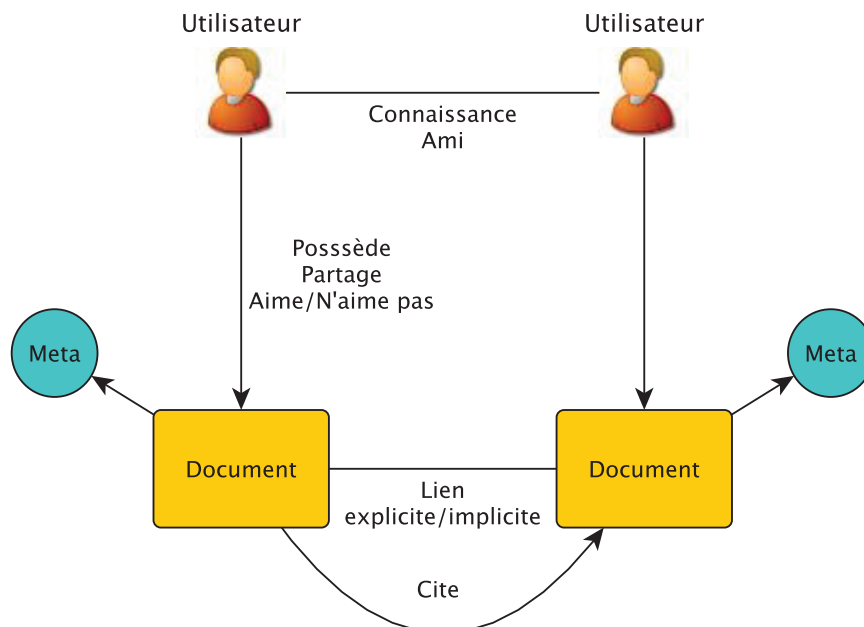 Utilisateur
Utilisateur
Connaissance
Ami
Posssède
Partage
Aime/N'aime pas
Meta
Meta
Document
Document
Lien
explicite/implicite
Cite